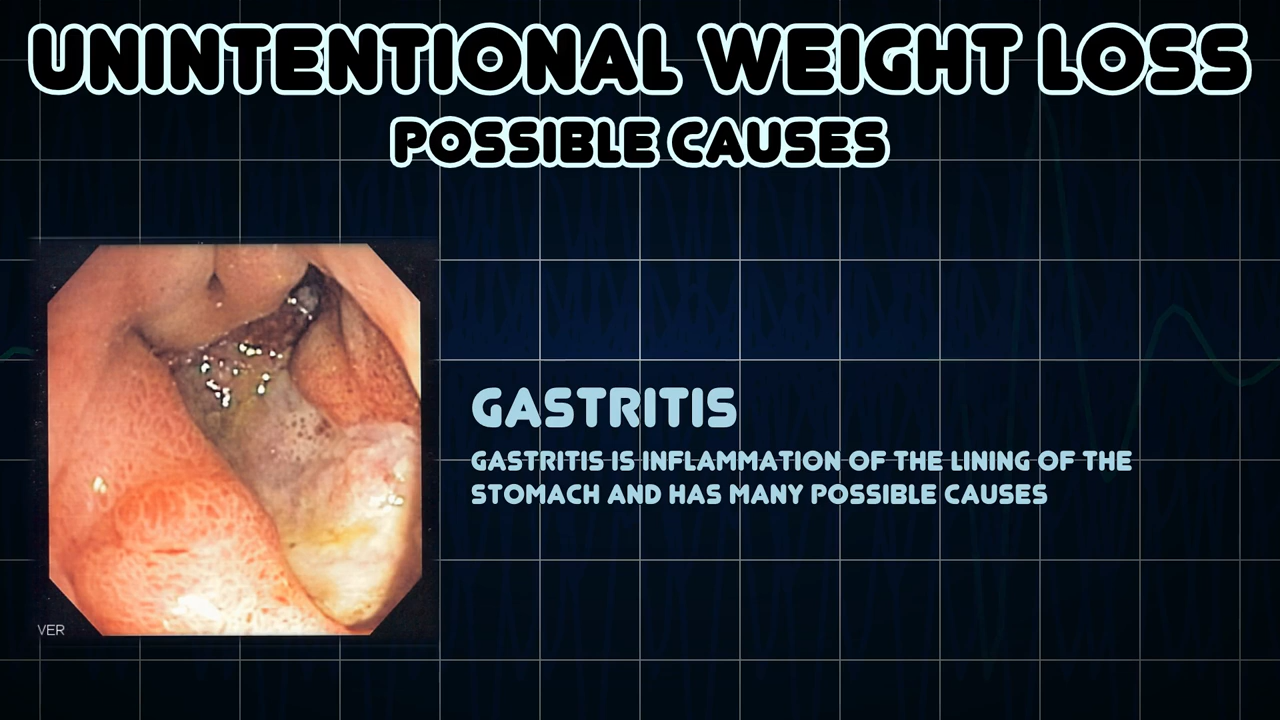 UNINTENTIONAL WEIGHT LOSS
POSSIBLE CAUSES
GASTRITIS
GASTRITIS IS INFLAMMATION OF THE LINING OF THE
STOMACH AND HAS MANY POSSIBLE CAUSES
VER